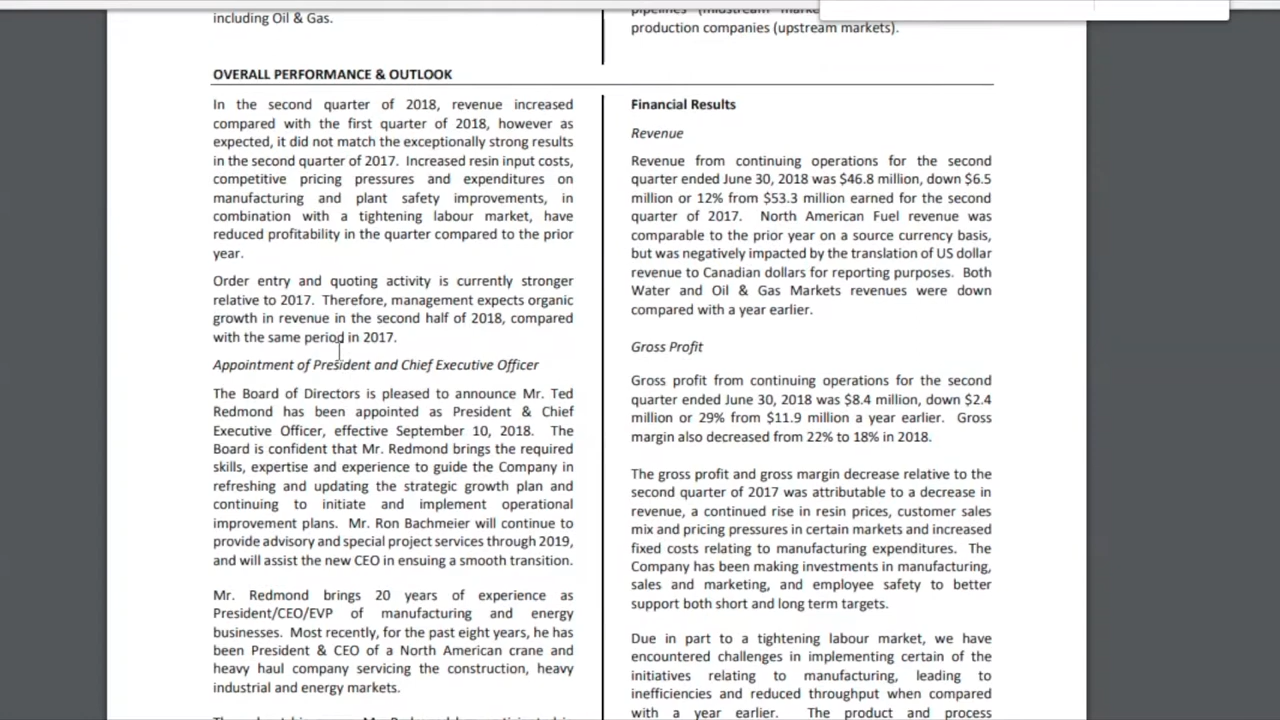 including Oil & Gas.
OVERALL PERFORMANCE & OUTLOOK
In the second quarter of 2018, revenue increased
compared with the first quarter of 2018, however as
expected, it did not match the exceptionally strong results
in the second quarter of 2017. Increased resin input costs,
competitive pricing pressures and expenditures on
manufacturing and plant safety improvements, in
combination with a tightening labour market, have
reduced profitability in the quarter compared to the prior
year.
Order entry and quoting activity is currently stronger
relative to 2017. Therefore, management expects organic
growth in revenue in the second half of 2018, compared
with the same period in 2017.
Appointment of President and Chief Executive Officer
The Board of Directors is pleased to announce Mr. Ted
Redmond has been appointed as President & Chief
Executive Officer, effective September 10, 2018. The
Board is confident that Mr. Redmond brings the required
skills, expertise and experience to guide the Company in
refreshing and updating the strategic growth plan and
continuing to initiate and implement operational
improvement plans. Mr. Ron Bachmeier will continue to
provide advisory and special project services through 2019,
and will assist the new CEO in ensuing a smooth transition.
Mr. Redmond brings 20 years of experience as
President/CEO/EVP of manufacturing and energy
businesses. Most recently, for the past eight years, he has
been President & CEO of a North American crane and
heavy haul company servicing the construction, heavy
industrial and energy markets.
pipelines (midstream
production companies (upstream markets).
Financial Results
Revenue
Revenue from continuing operations for the second
quarter ended June 30, 2018 was $46.8 million, down $6.5
million or 12% from $53.3 million earned for the second
quarter of 2017. North American Fuel revenue was
comparable to the prior year on a source currency basis,
but was negatively impacted by the translation of US dollar
revenue to Canadian dollars for reporting purposes. Both
Water and Oil & Gas Markets revenues were down
compared with a year earlier.
Gross Profit
Gross profit from continuing operations for the second
quarter ended June 30, 2018 was $8.4 million, down $2.4
million or 29% from $11.9 million a year earlier. Gross
margin also decreased from 22% to 18% in 2018.
The gross profit and gross margin decrease relative to the
second quarter of 2017 was attributable to a decrease in
revenue, a continued rise in resin prices, customer sales
mix and pricing pressures in certain markets and increased
fixed costs relating to manufacturing expenditures. The
Company has been making investments in manufacturing,
sales and marketing, and employee safety to better
support both short and long term targets.
Due in part to a tightening labour market, we have
encountered challenges in implementing certain of the
initiatives relating to manufacturing, leading to
inefficiencies and reduced throughput when compared
with a year earlier. The product and process